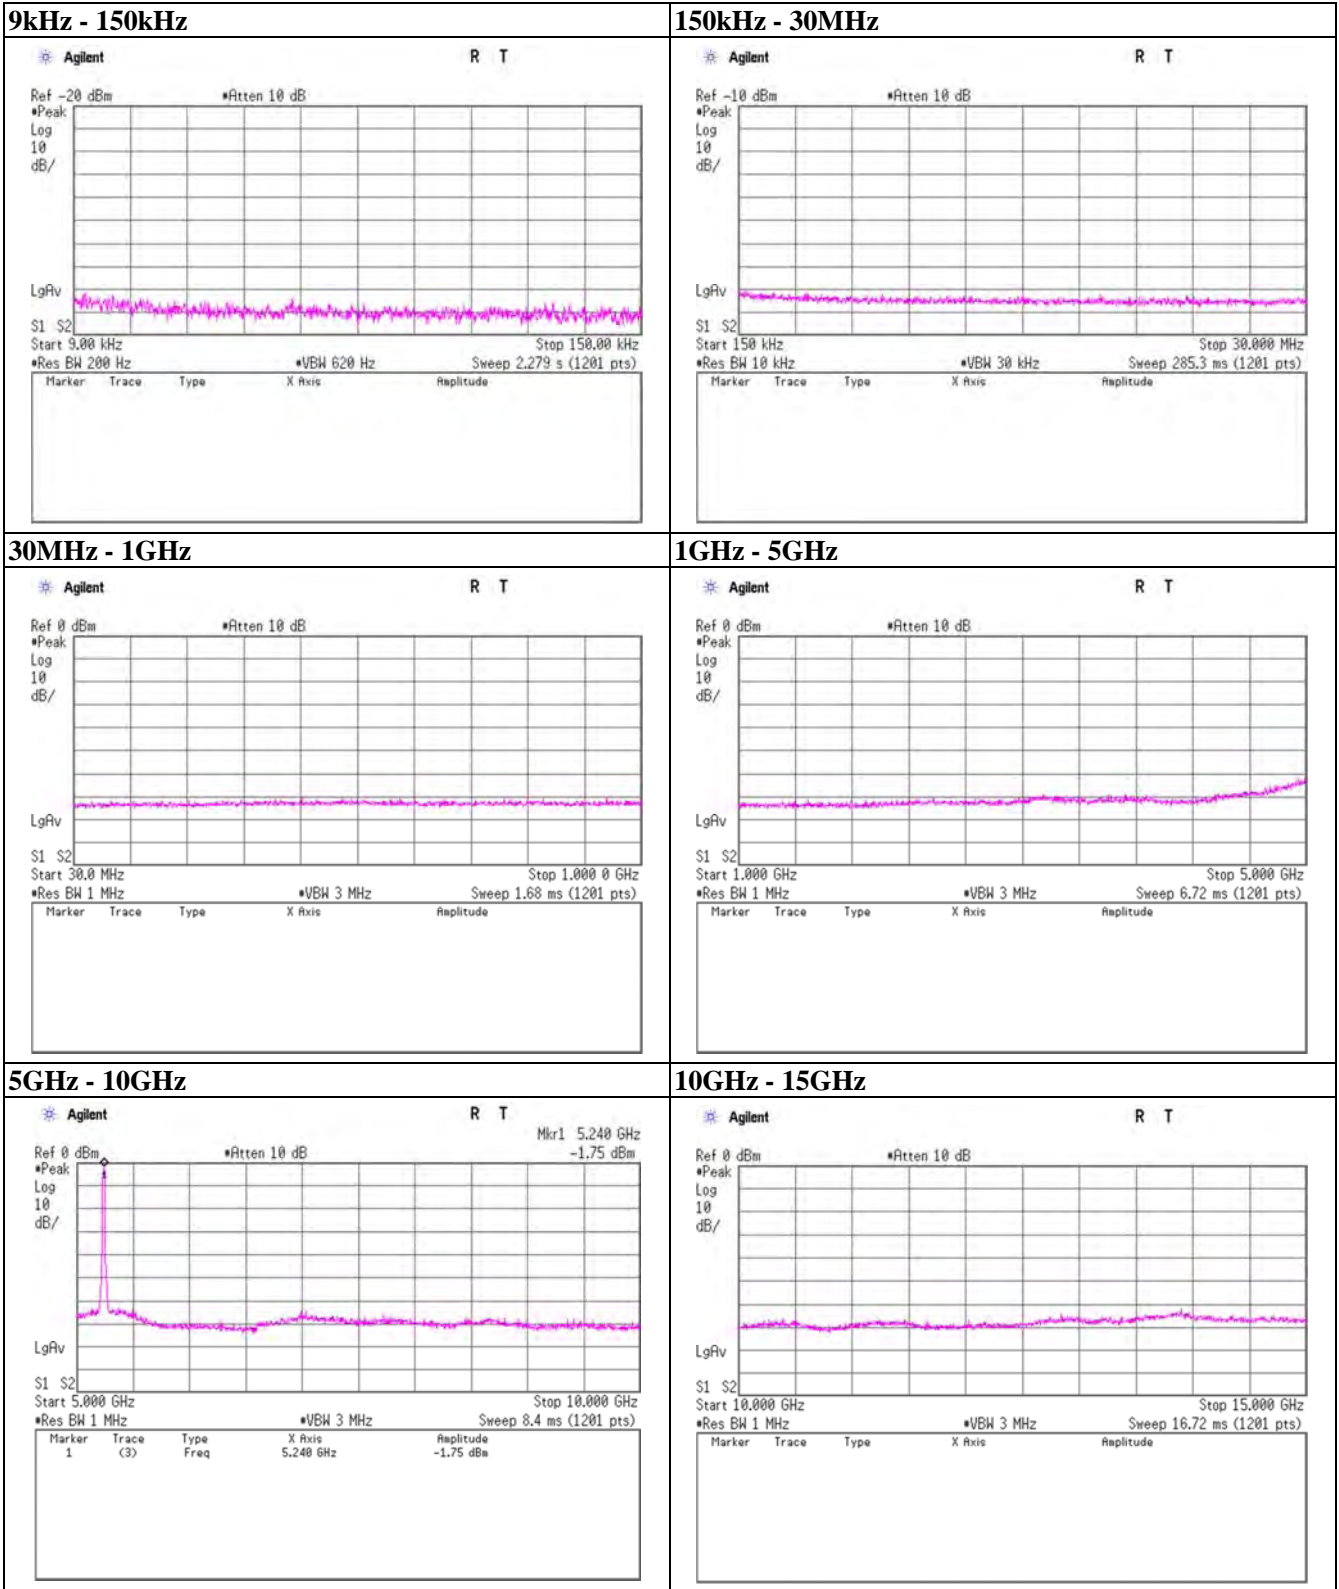 9kHz - 150kHz
Agilent R T
Ref -20 dBm #Atten 10 dB
#Peak
Log
10
dB/
LgAv
S1 S2
Start 9.00 kHz Stop 150.00 kHz
#Res BW 200 Hz #VBW 620 Hz Sweep 2.279 s (1201 pts)
Marker Trace Type X Axis Amplitude
150kHz - 30MHz
Agilent R T
Ref -10 dBm #Atten 10 dB
#Peak
Log
10
dB/
LgAv
S1 S2
Start 150 kHz Stop 30.000 MHz
#Res BW 10 kHz #VBW 30 kHz Sweep 285.3 ms (1201 pts)
Marker Trace Type X Axis Amplitude
30MHz - 1GHz
Agilent R T
Ref 0 dBm #Atten 10 dB
#Peak
Log
10
dB/
LgAv
S1 S2
Start 30.0 MHz Stop 1.000 0 GHz
#Res BW 1 MHz #VBW 3 MHz Sweep 1.68 ms (1201 pts)
Marker Trace Type X Axis Amplitude
1GHz - 5GHz
Agilent R T
Ref 0 dBm #Atten 10 dB
#Peak
Log
10
dB/
LgAv
S1 S2
Start 1.000 GHz Stop 5.000 GHz
#Res BW 1 MHz #VBW 3 MHz Sweep 6.72 ms (1201 pts)
Marker Trace Type X Axis Amplitude
5GHz - 10GHz
Agilent R T
Mkr1 5.240 GHz
Ref 0 dBm #Atten 10 dB -1.75 dBm
#Peak
Log
10
dB/
1
LgAv
S1 S2
Start 5.000 GHz Stop 10.000 GHz
#Res BW 1 MHz #VBW 3 MHz Sweep 8.4 ms (1201 pts)
Marker Trace Type X Axis Amplitude
1 (3) Freq 5.240 GHz -1.75 dBm
10GHz - 15GHz
Agilent R T
Ref 0 dBm #Atten 10 dB
#Peak
Log
10
dB/
LgAv
S1 S2
Start 10.000 GHz Stop 15.000 GHz
#Res BW 1 MHz #VBW 3 MHz Sweep 16.72 ms (1201 pts)
Marker Trace Type X Axis Amplitude